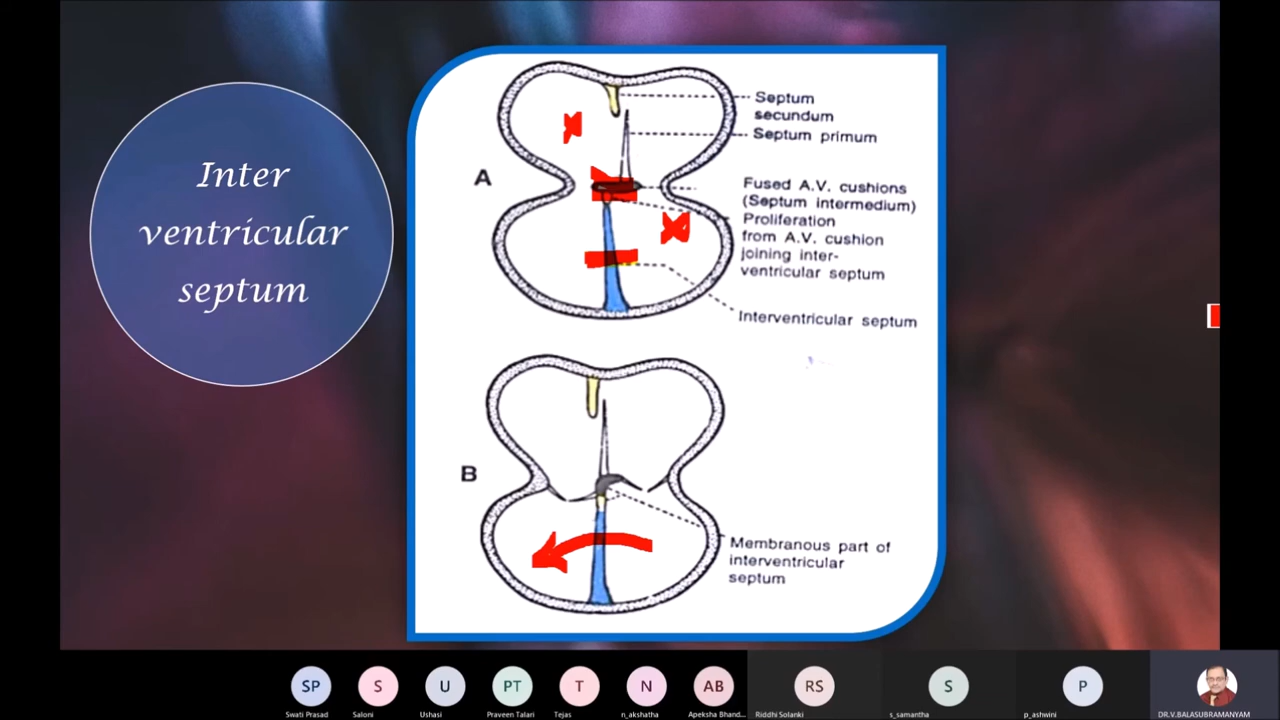 Inter
ventricular
septum
A
Septum
secundum
Septum primum
Fused A.V. cushions
(Septum intermedium)
Proliferation
from A.V. cushion
joining inter-
ventricular septum
Interventricular septum
B
Membranous part of
interventricular
septum
SP
S
U
PT
T
N
AB
RS
S
P
Swati Prasad
Saloni
Ushasi
Praveen Talari
Tejas
n_akshatha
Apeksha Bhand...
Riddhi Solanki
s_samantha
p_ashwini
DR.V.BALASUBRAMANYAM